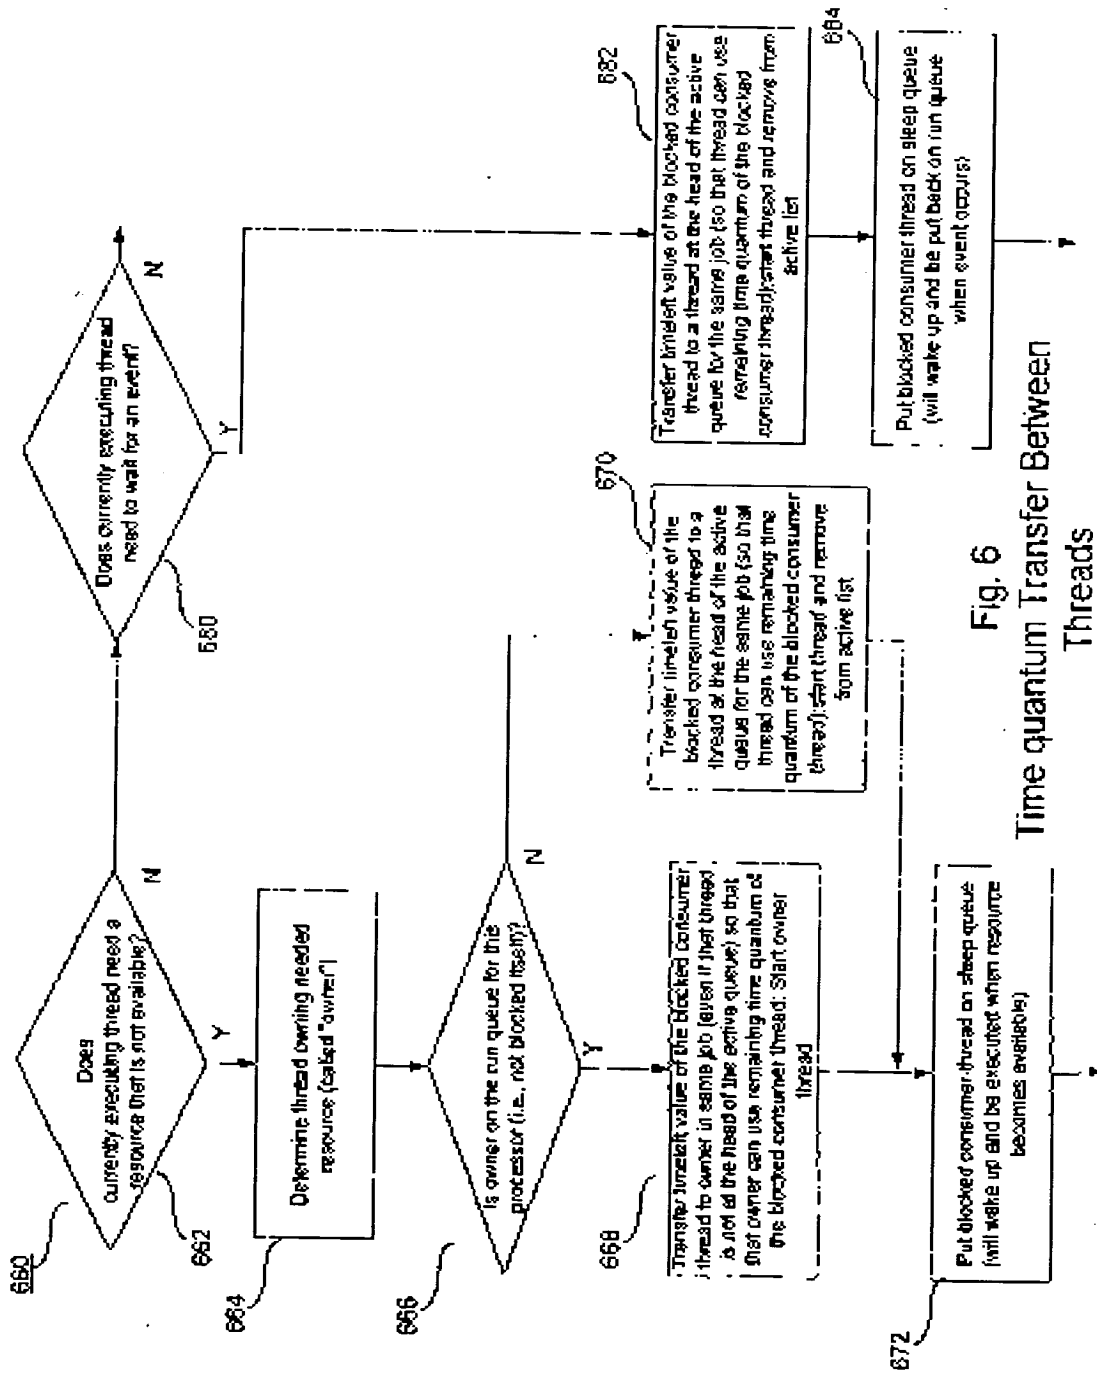 660
Does
currently executing thread need a
resource that is not available?
662
N
Y
Does currently executing thread
need to wait for an event?
680
N
Y
664
Determine thread owning needed
resource (called "owner")
666
Is owner on the run queue for this
processor (i.e., not blocked itself)?
N
Y
668
Transfer timeleft value of the blocked consumer
thread to owner in same job (even if that thread
is not at the head of the active queue) so that
that owner can use remaining time quantum of
the blocked consumer thread; Start owner
thread
670
Transfer timeleft value of the
blocked consumer thread to a
thread at the head of the active
queue for the same job (so that
thread can use remaining time
quantum of the blocked consumer
thread);start thread and remove
from active list
682
Transfer timeleft value of the blocked consumer
thread to a thread at the head of the active
queue for the same job (so that thread can use
remaining time quantum of the blocked
consumer thread);start thread and remove from
active list
672
Put blocked consumer thread on sleep queue
(will wake up and be executed when resource
becomes available)
684
Put blocked consumer thread on sleep queue
(will wake up and be put back on run queue
when event occurs)
Fig. 6
Time quantum Transfer Between
Threads